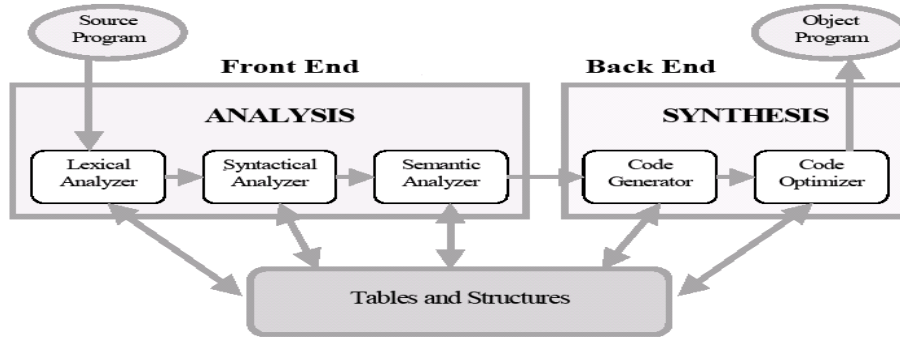 Source
Program
Object
Program
Front End
Back End
ANALYSIS
SYNTHESIS
Lexical
Analyzer
Syntactical
Analyzer
Semantic
Analyzer
Code
Generator
Code
Optimizer
Tables and Structures